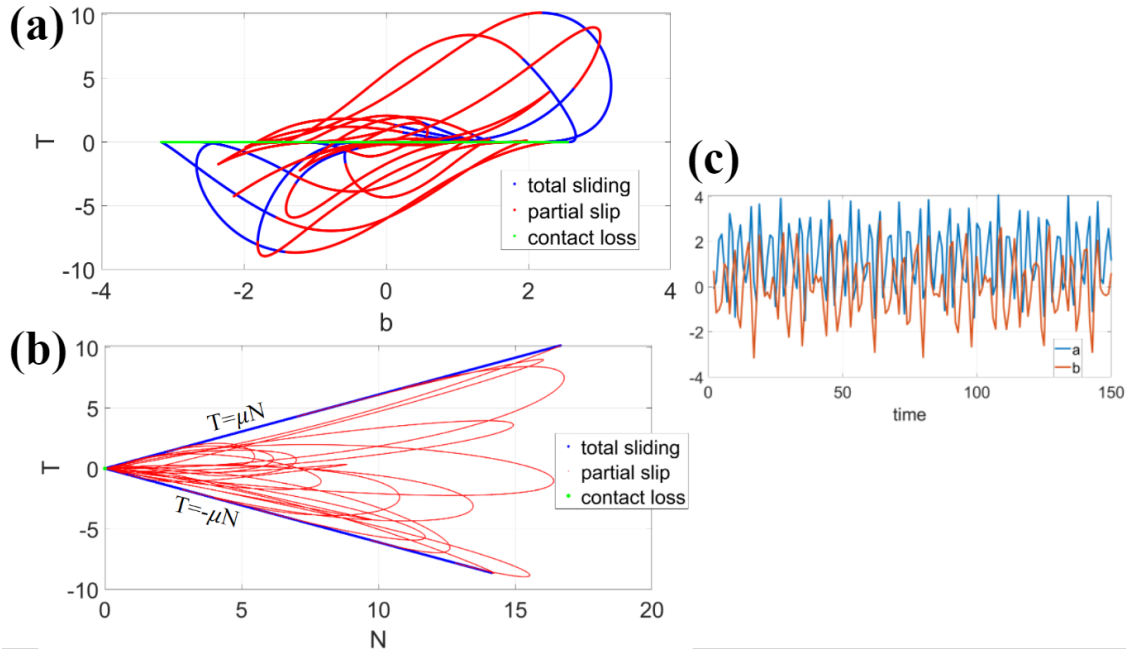 (a)
10
5
0
-5
-10
T
-4
-2
0
2
4
b
total sliding
partial slip
contact loss
(b)
10
5
0
-5
-10
T
0
5
10
15
20
N
T=μN
T=-μN
total sliding
partial slip
contact loss
(c)
4
2
0
-2
-4
0
50
100
150
time
a
b